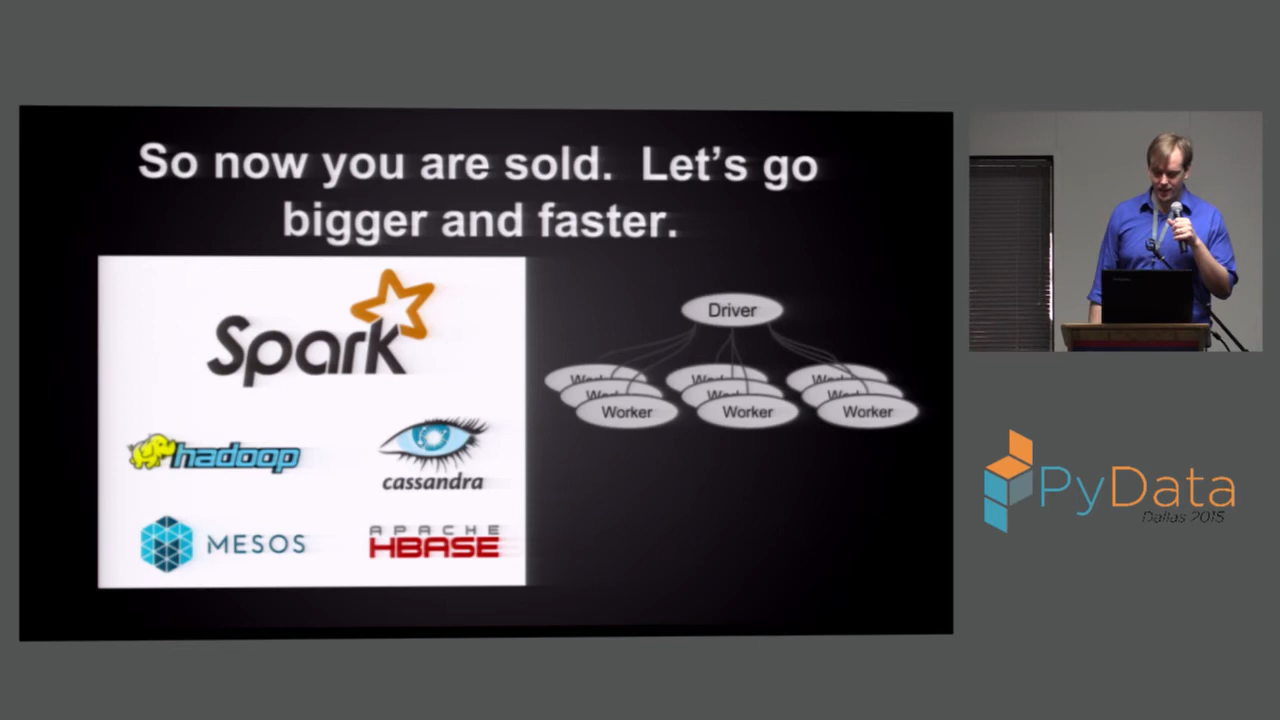 So now you are sold. Let's go
bigger and faster.
Spark
hadoop
cassandra
MESOS
APACHE
HBASE
Driver
Worker
Worker
Worker
PyData
Dallas 2015